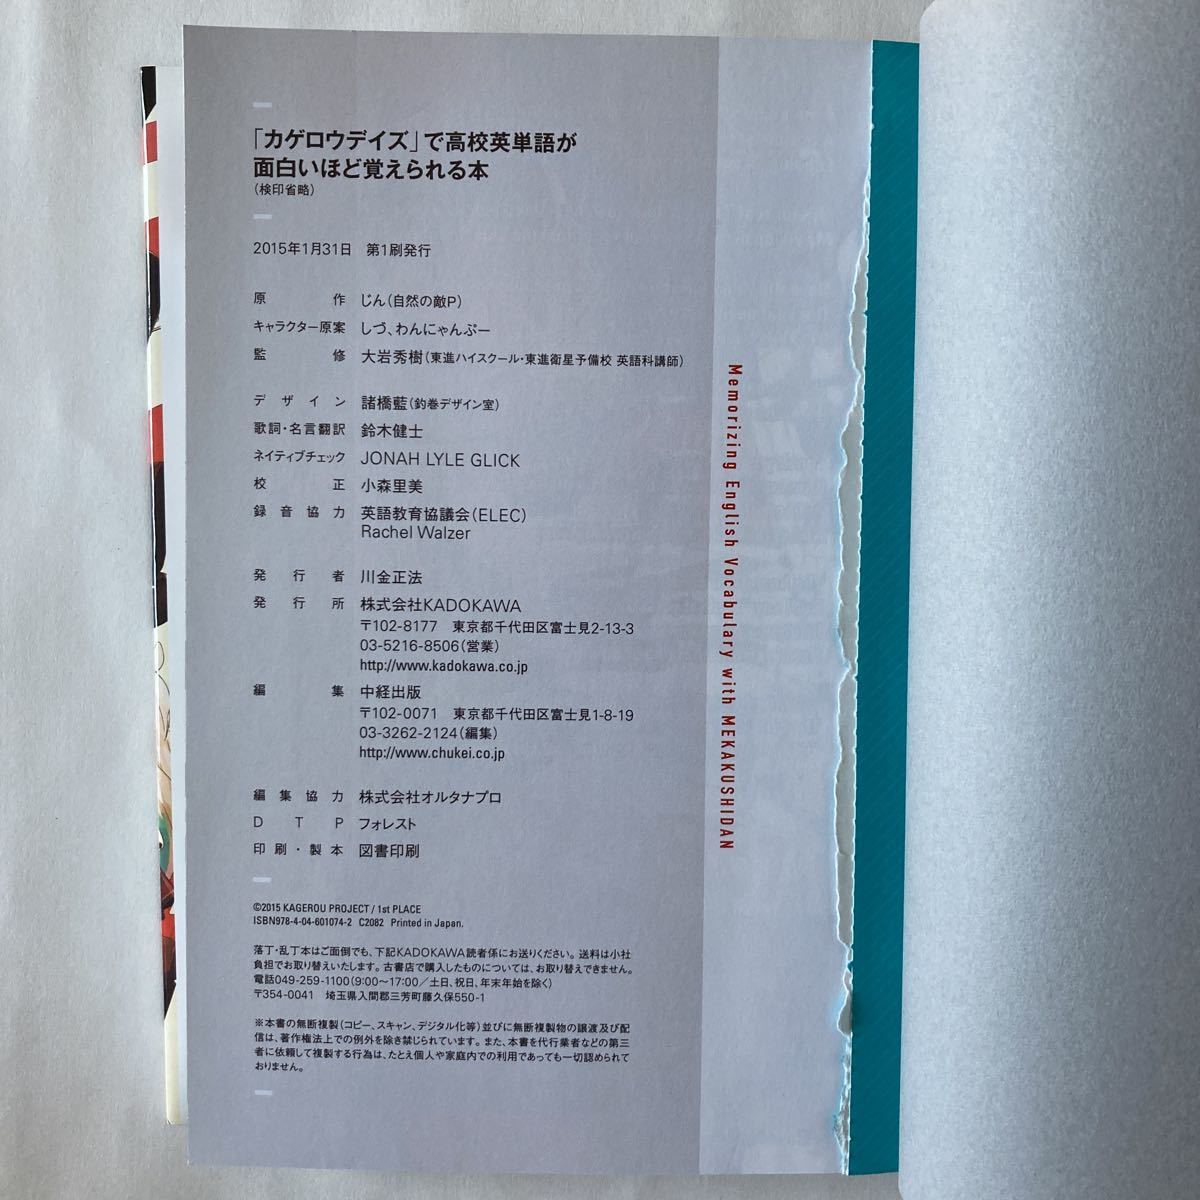 「カゲロウデイズ」で高校英単語が
面白いほど覚えられる本
（検印省略）
2015年1月31日　第1刷発行
原作　じん（自然の敵P）
キャラクター原案　しづ、わんにゃんぷー
監修　大岩秀樹（東進ハイスクール・東進衛星予備校 英語科講師）
デザイン　諸橋藍（釣巻デザイン室）
歌詞・名言翻訳　鈴木健士
ネイティブチェック　JONAH LYLE GLICK
校正　小森里美
録音協力　英語教育協議会（ELEC）
Rachel Walzer
発行者　川金正法
発行所　株式会社KADOKAWA
〒102-8177　東京都千代田区富士見2-13-3
03-5216-8506（営業）
http://www.kadokawa.co.jp
編集　中経出版
〒102-0071　東京都千代田区富士見1-8-19
03-3262-2124（編集）
http://www.chukei.co.jp
編集協力　株式会社オルタナプロ
DTP　フォレスト
印刷・製本　図書印刷
©2015 KAGEROU PROJECT / 1st PLACE
ISBN978-4-04-601074-2　C2082　Printed in Japan.
落丁・乱丁本はご面倒でも、下記KADOKAWA読者係にお送りください。送料は小社
負担でお取り替えいたします。古書店で購入したものについては、お取り替えできません。
電話049-259-1100（9:00～17:00／土日、祝日、年末年始を除く）
〒354-0041　埼玉県入間郡三芳町藤久保550-1
※本書の無断複製（コピー、スキャン、デジタル化等）並びに無断複製物の譲渡及び配
信は、著作権法上での例外を除き禁じられています。また、本書を代行業者などの第三
者に依頼して複製する行為は、たとえ個人や家庭内での利用であっても一切認められて
おりません。
Memorizing English Vocabulary with MEKAKUSHIDAN